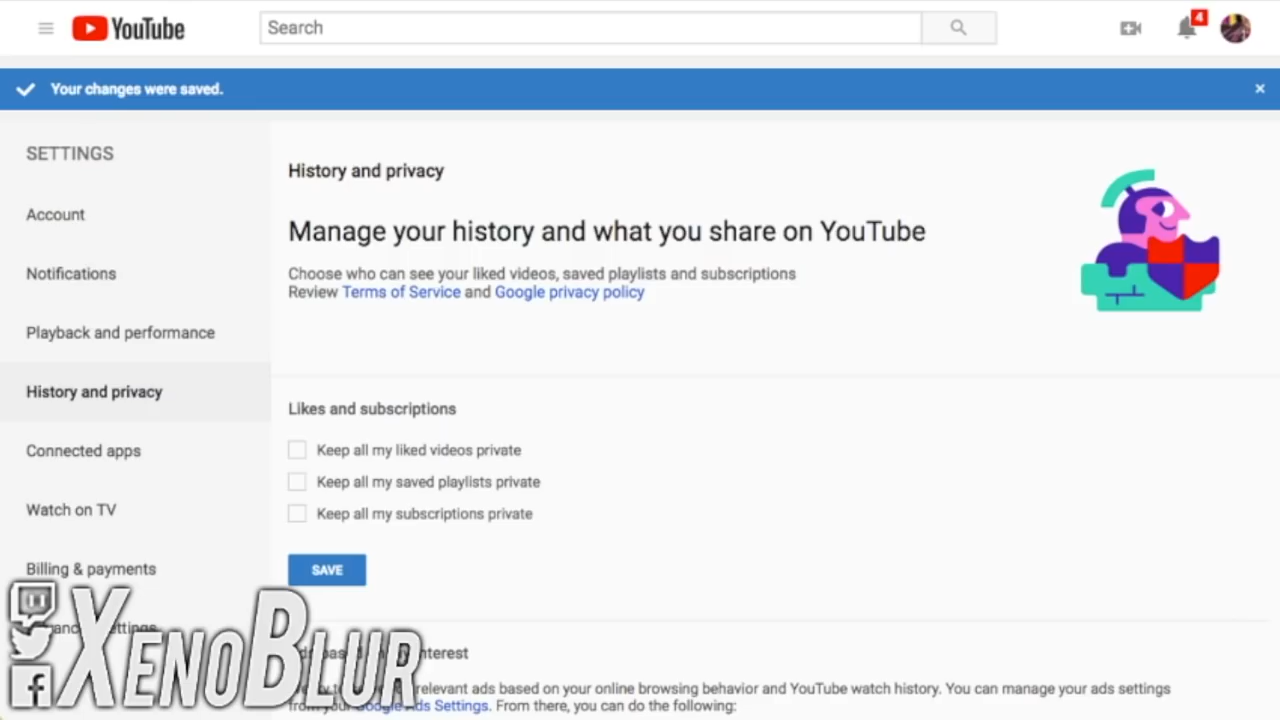 YouTube
Search
4
Your changes were saved.
SETTINGS
Account
Notifications
Playback and performance
History and privacy
Connected apps
Watch on TV
Billing & payments
History and privacy
Manage your history and what you share on YouTube
Choose who can see your liked videos, saved playlists and subscriptions
Review Terms of Service and Google privacy policy
Likes and subscriptions
Keep all my liked videos private
Keep all my saved playlists private
Keep all my subscriptions private
SAVE
relevant ads based on your online browsing behavior and YouTube watch history. You can manage your ads settings
from your Google Ads Settings. From there, you can do the following:
XENOBLUR